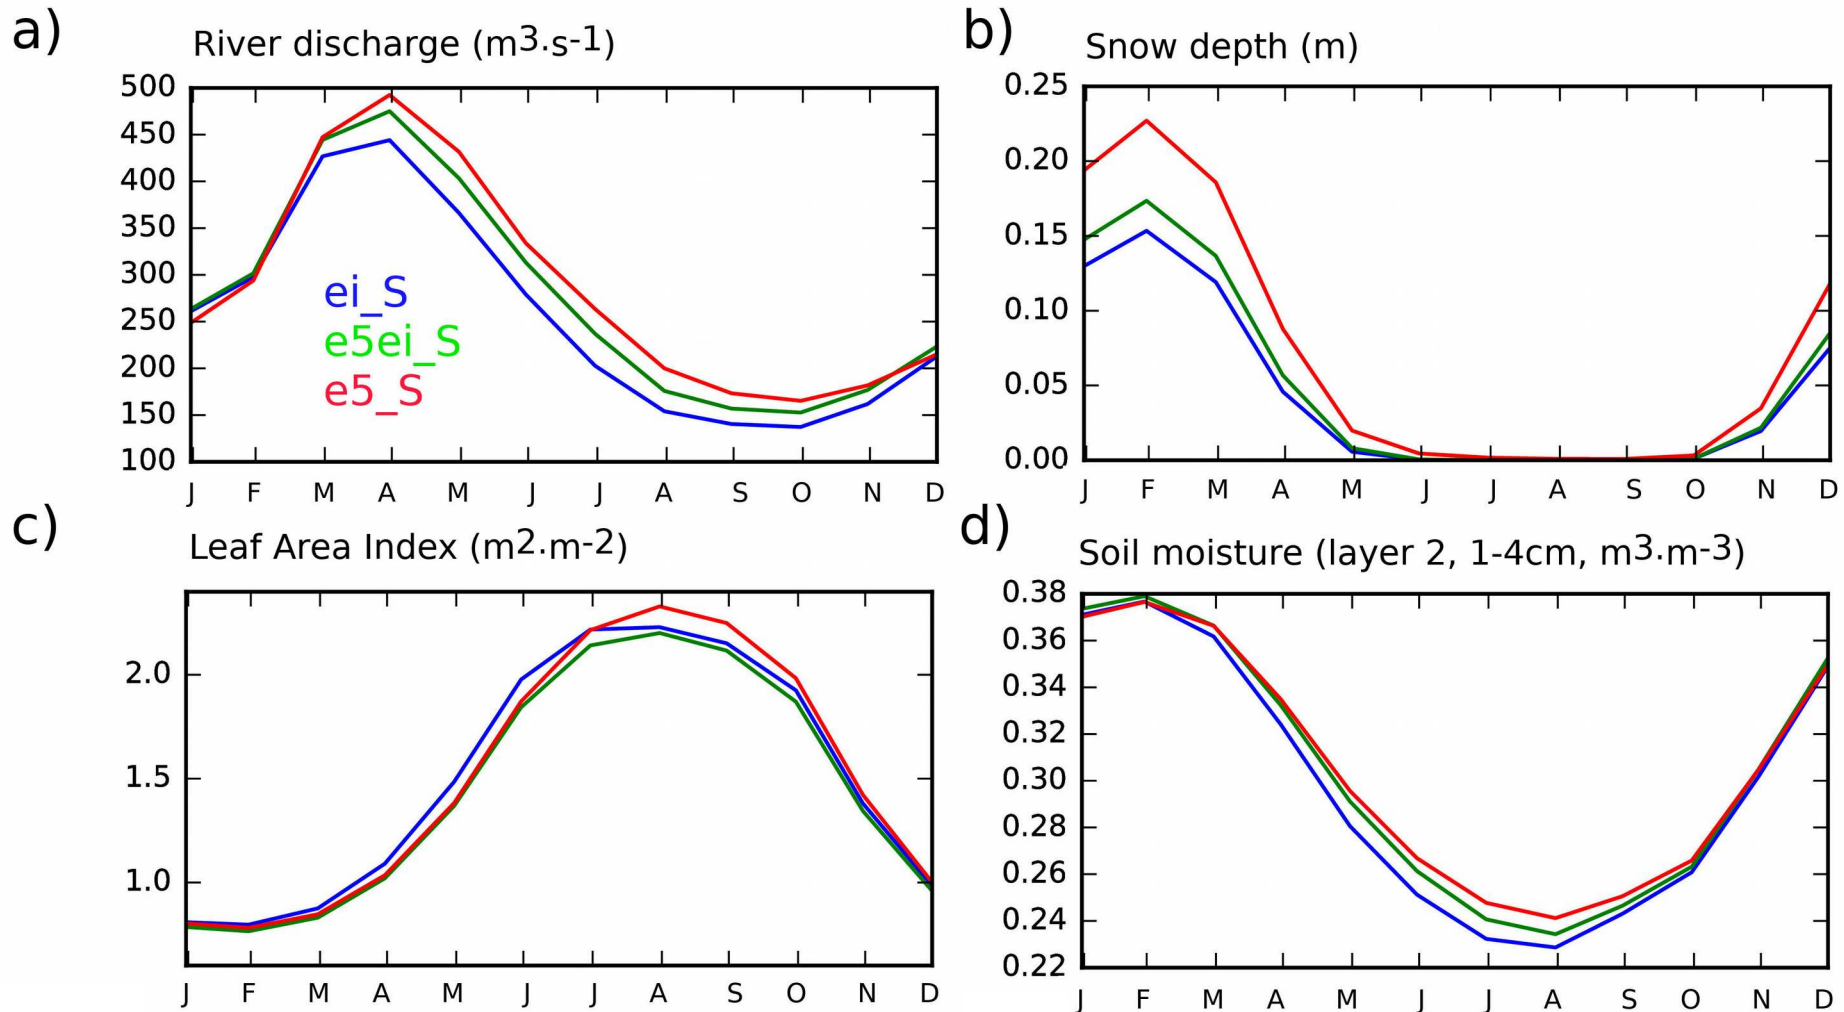 a)
River discharge (m3.s-1)
500
450
400
350
300
250
200
150
100
ei_S
e5ei_S
e5_S
J F M A M J J A S O N D
b)
Snow depth (m)
0.25
0.20
0.15
0.10
0.05
0.00
J F M A M J J A S O N D
c)
Leaf Area Index (m2.m-2)
2.0
1.5
1.0
J F M A M J J A S O N D
d)
Soil moisture (layer 2, 1-4cm, m3.m-3)
0.38
0.36
0.34
0.32
0.30
0.28
0.26
0.24
0.22
J F M A M J J A S O N D